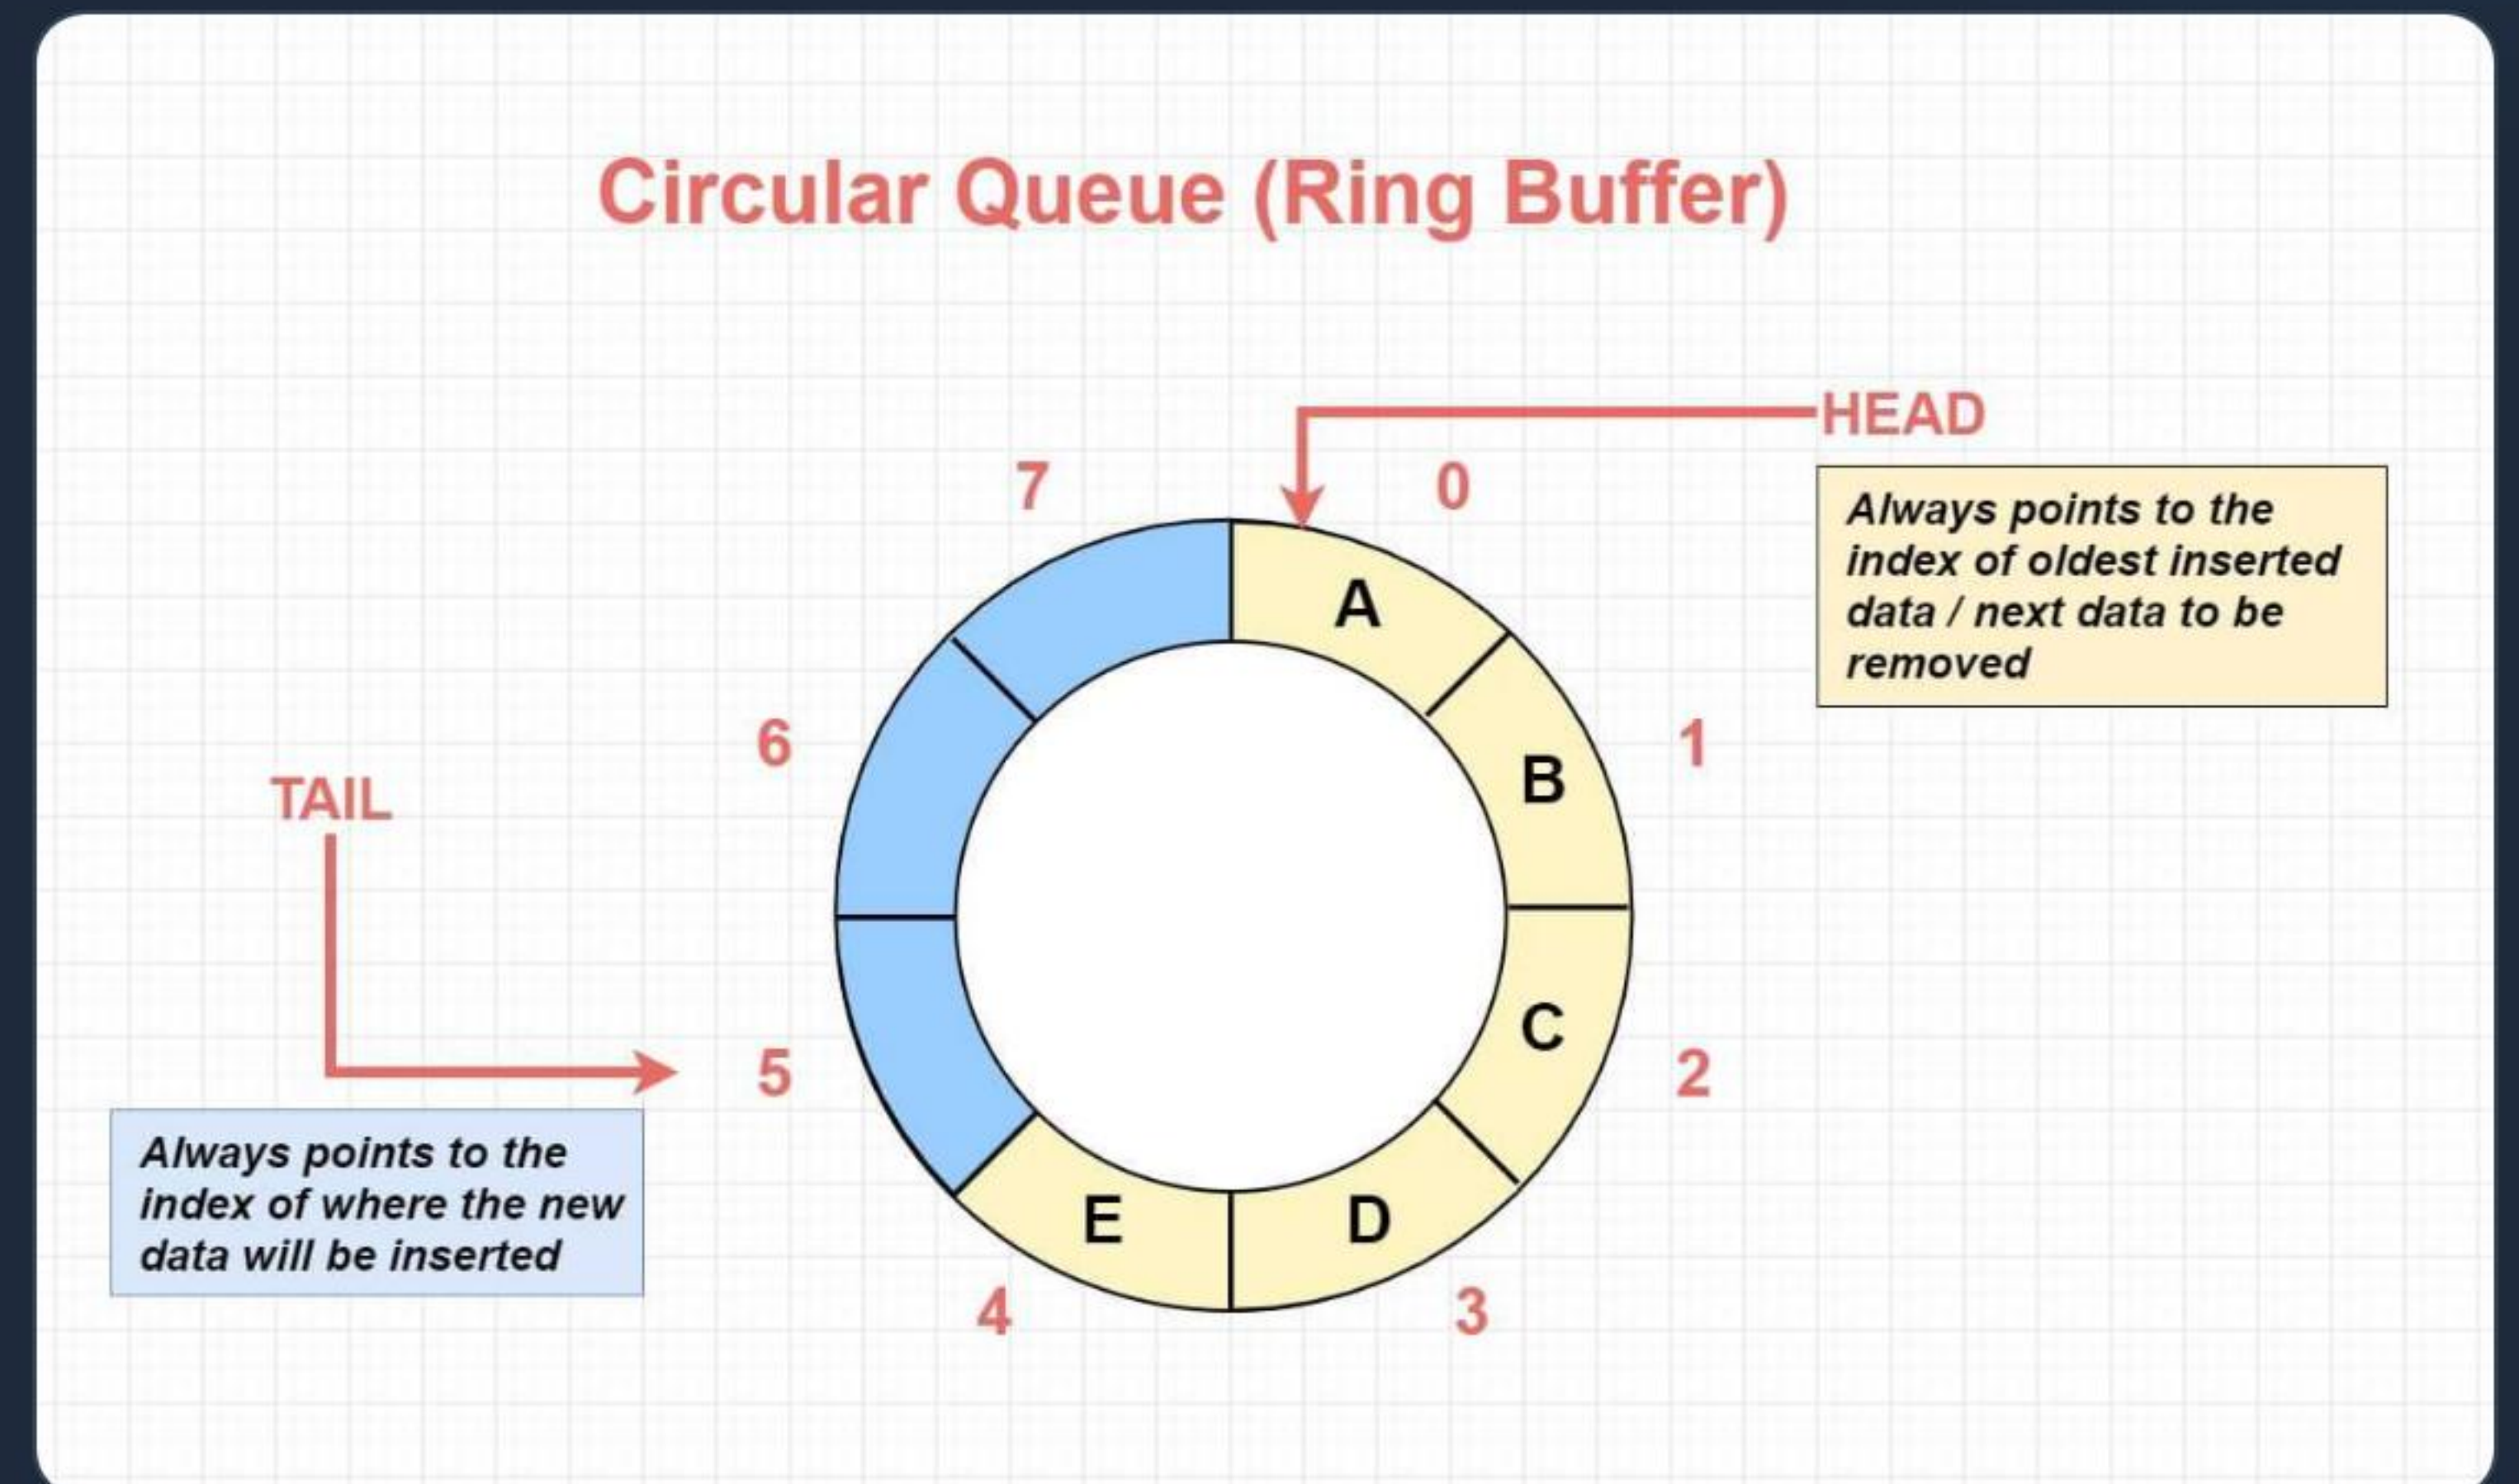 Circular Queue (Ring Buffer)
HEAD
7
0
Always points to the
index of oldest inserted
data / next data to be
removed
A
6
1
B
TAIL
C
5
2
Always points to the
index of where the new
data will be inserted
E
D
4
3